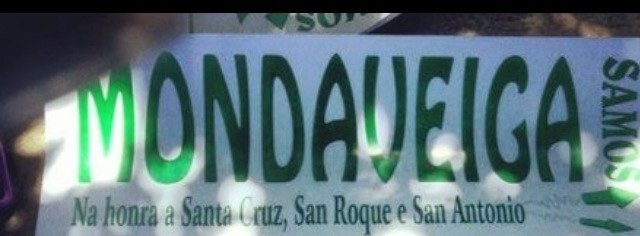 MONDAVEIGA
Na honra a Santa Cruz, San Roque e San Antonio
SAMOS